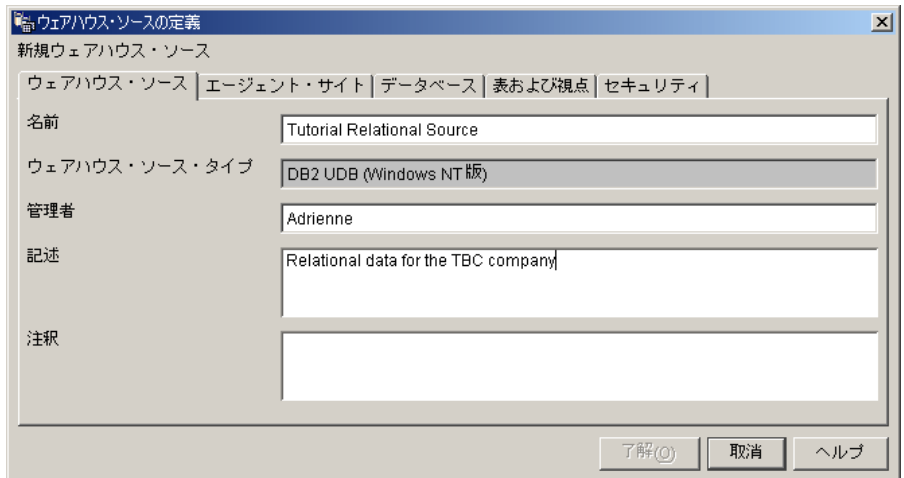 ウェアハウス・ソースの定義
新規ウェアハウス・ソース
ウェアハウス・ソース エージェント・サイト データベース 表および視点 セキュリティ
名前 Tutorial Relational Source
ウェアハウス・ソース・タイプ DB2 UDB (Windows NT 版)
管理者 Adrienne
記述 Relational data for the TBC company
注釈
了解(O) 取消 ヘルプ